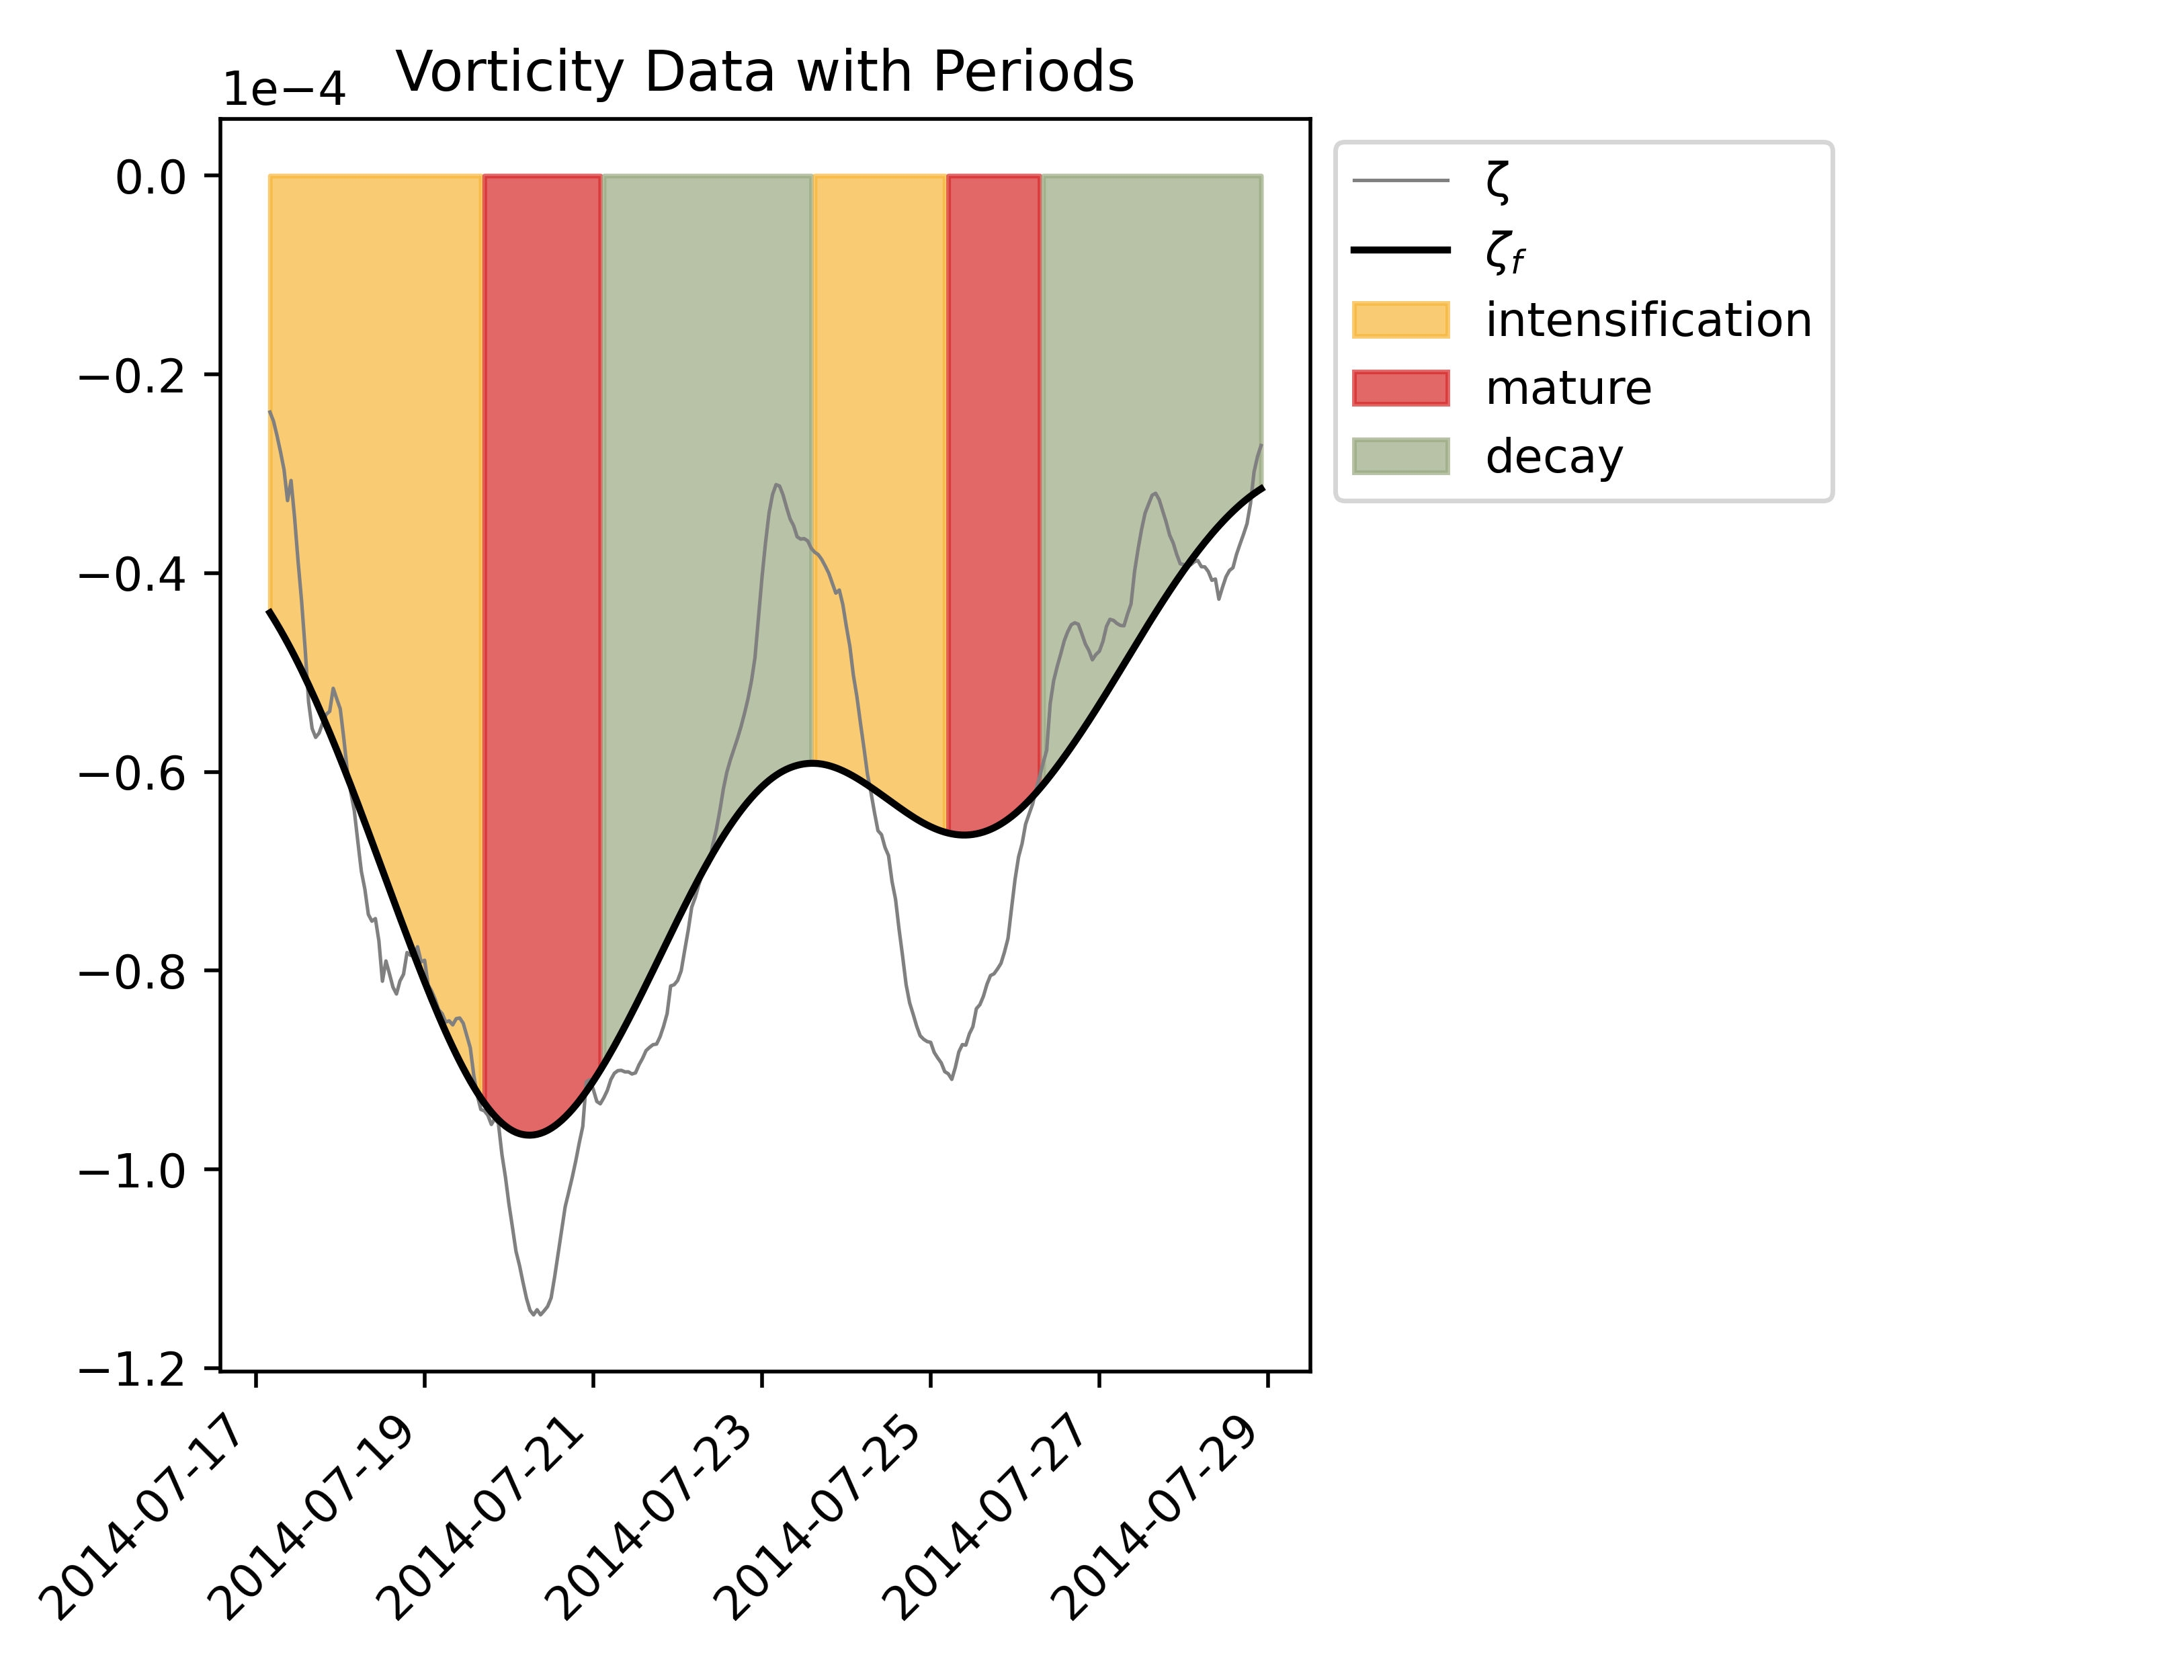 Vorticity Data with Periods
1e−4
0.0
−0.2
−0.4
−0.6
−0.8
−1.0
−1.2
2014-07-17
2014-07-19
2014-07-21
2014-07-23
2014-07-25
2014-07-27
2014-07-29
ζ
ζf
intensification
mature
decay